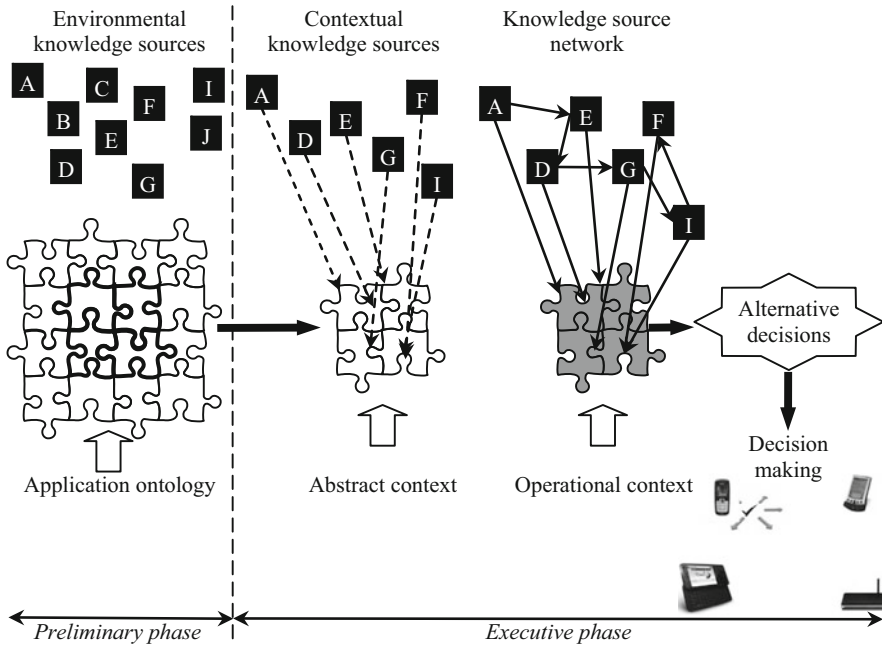 Environmental
knowledge sources
A
C
I
B
F
E
J
D
G
Application ontology
Contextual
knowledge sources
A
F
E
D
G
I
Abstract context
Knowledge source
network
A
E
F
D
G
I
Operational context
Alternative
decisions
Decision
making
Preliminary phase
Executive phase